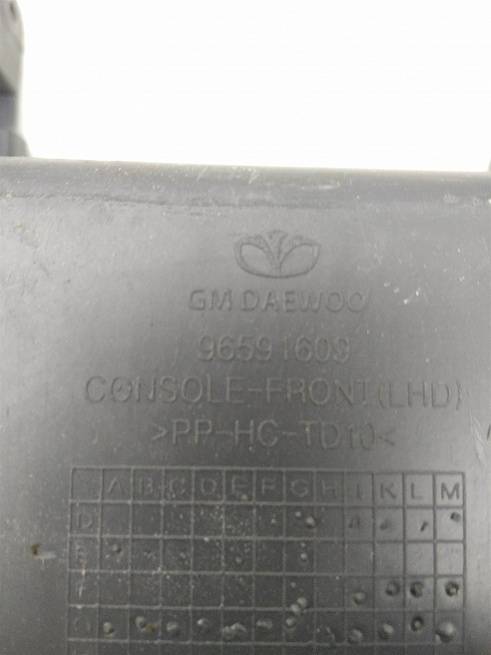 GM DAEWOO
96591609
CONSOLE-FRONT(LHD)
>PP-HC-TD10<
A B C D E F G H I K L M
D